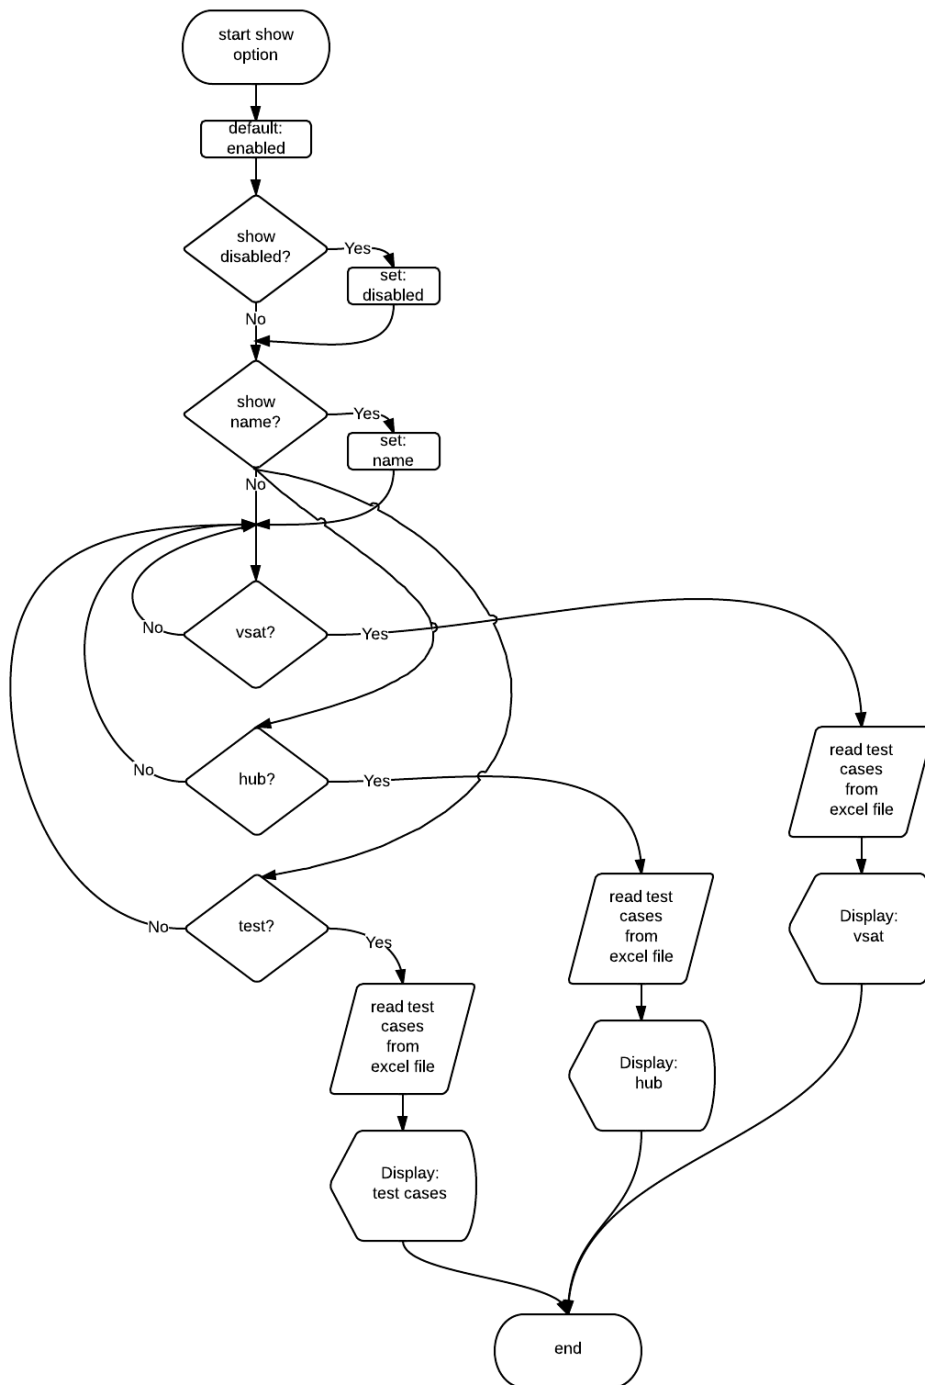 start show
option
default:
enabled
show
disabled?
Yes
set:
disabled
No
show
name?
Yes
set:
name
No
vsat?
No
Yes
read test
cases
from
excel file
hub?
No
Yes
read test
cases
from
excel file
Display:
vsat
test?
No
Yes
read test
cases
from
excel file
Display:
hub
Display:
test cases
end